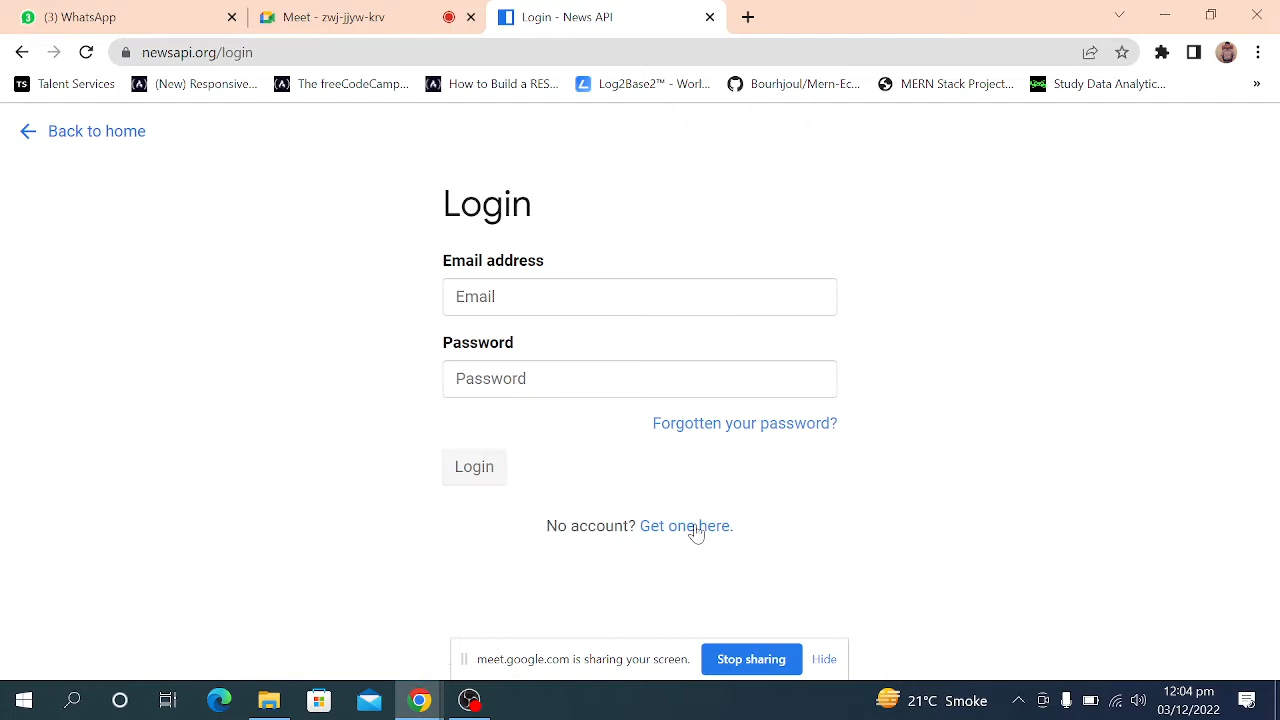 (3) WhatsApp
Meet - zwj-jjyw-krv
Login - News API
newsapi.org/login
TS Talent Services
(New) Responsive...
The freeCodeCamp...
How to Build a RES...
Log2Base2™ - Worl...
Bourhjoul/Mern-Ec...
MERN Stack Project...
Study Data Analytic...
»
Back to home
Login
Email address
Email
Password
Password
Forgotten your password?
Login
No account? Get one here.
meet.google.com is sharing your screen.
Stop sharing
Hide
21°C Smoke
12:04 pm
03/12/2022